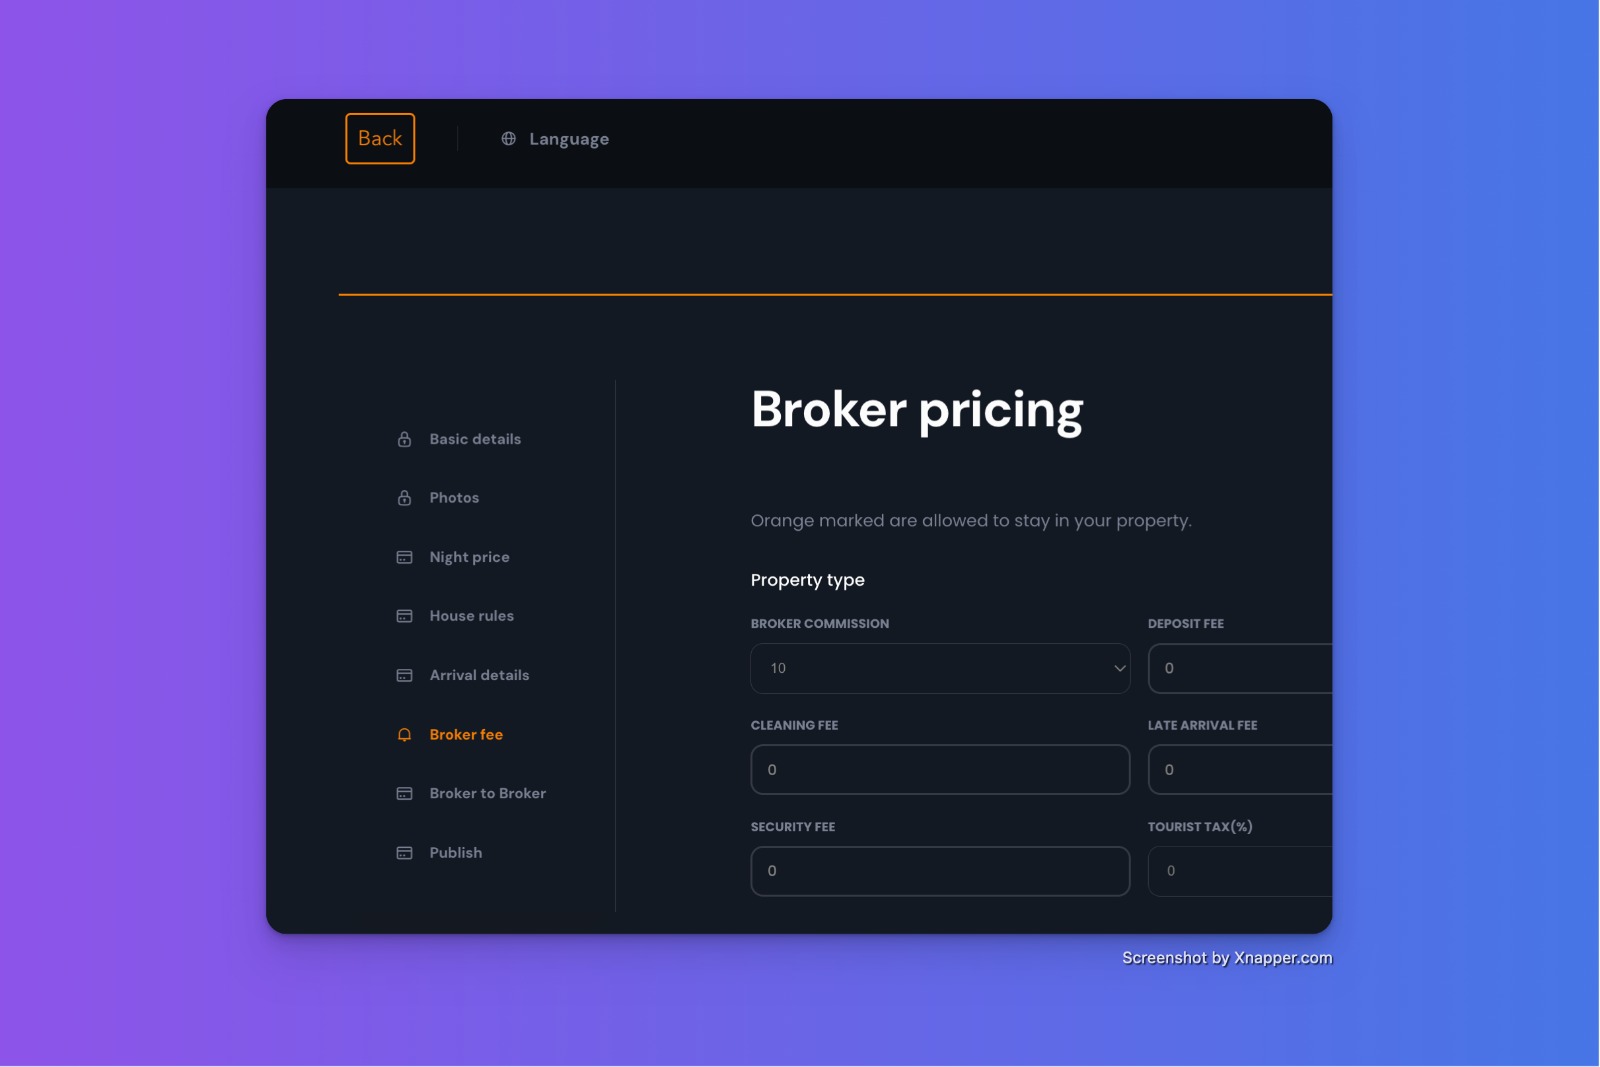 Back
Language
Basic details
Photos
Night price
House rules
Arrival details
Broker fee
Broker to Broker
Publish
Broker pricing
Orange marked are allowed to stay in your property.
Property type
BROKER COMMISSION
DEPOSIT FEE
10
0
CLEANING FEE
LATE ARRIVAL FEE
0
0
SECURITY FEE
TOURIST TAX(%)
0
0
Screenshot by Xnapper.com